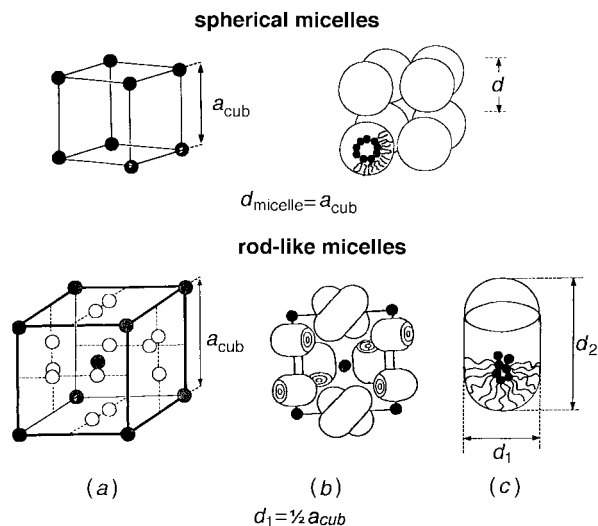 spherical micelles
a_cub
d
d_micelle = a_cub
rod-like micelles
a_cub
d_2
d_1
(a)
(b)
(c)
d_1 = ½ a_cub